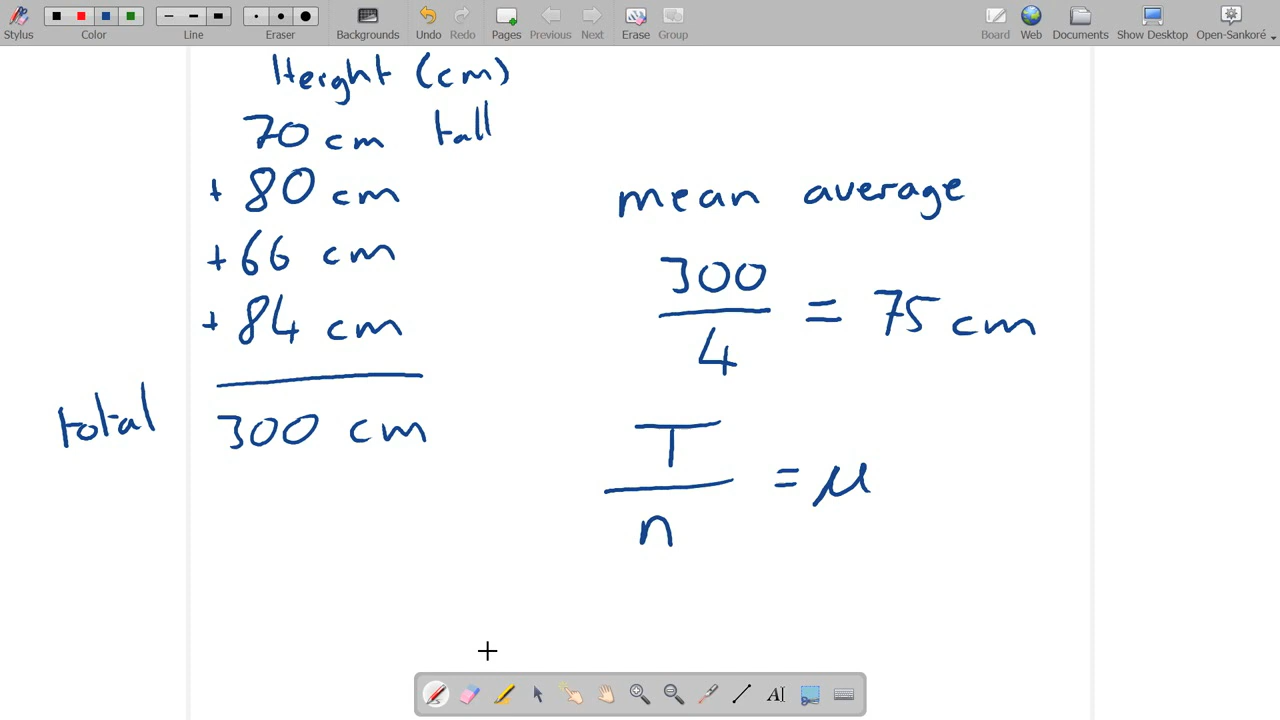 Stylus Color Line Eraser Backgrounds Undo Redo Pages Previous Next Erase Group Board Web Documents Show Desktop Open-Sankoré
Height (cm)
70 cm tall
+ 80 cm
+ 66 cm
+ 84 cm
total 300 cm
mean average
300
4
= 75 cm
T
n
= μ
AI